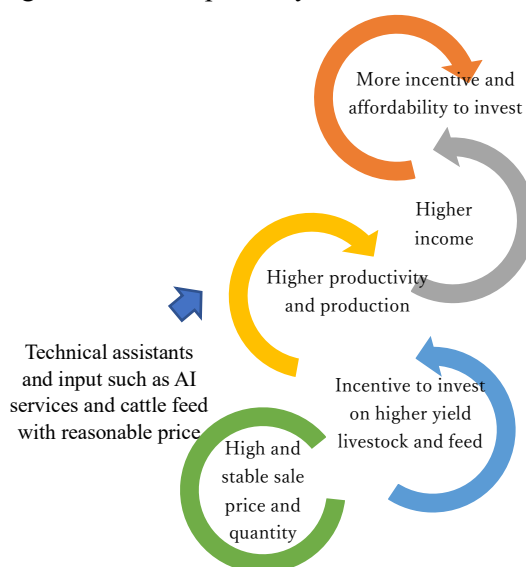 More incentive and
affordability to invest
Higher
income
Higher productivity
and production
Technical assistants
and input such as AI
services and cattle feed
with reasonable price
Incentive to invest
on higher yield
livestock and feed
High and
stable sale
price and
quantity